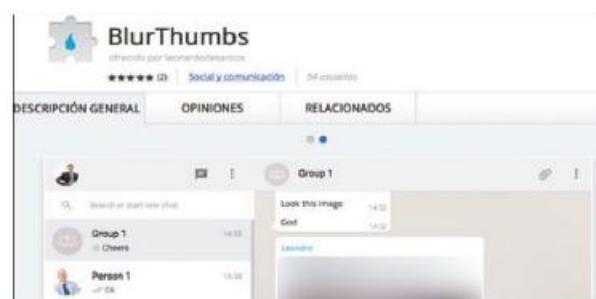 BlurThumbs
ofrecido por leonardodesantos
(2) Social y comunicación 54 usuarios
DESCRIPCIÓN GENERAL OPINIONES RELACIONADOS
Group 1
Search or start new chat
Look this image 14:32
God 14:32
Group 1 14:32
Cheers
Leandro
Person 1 14:30
Ok